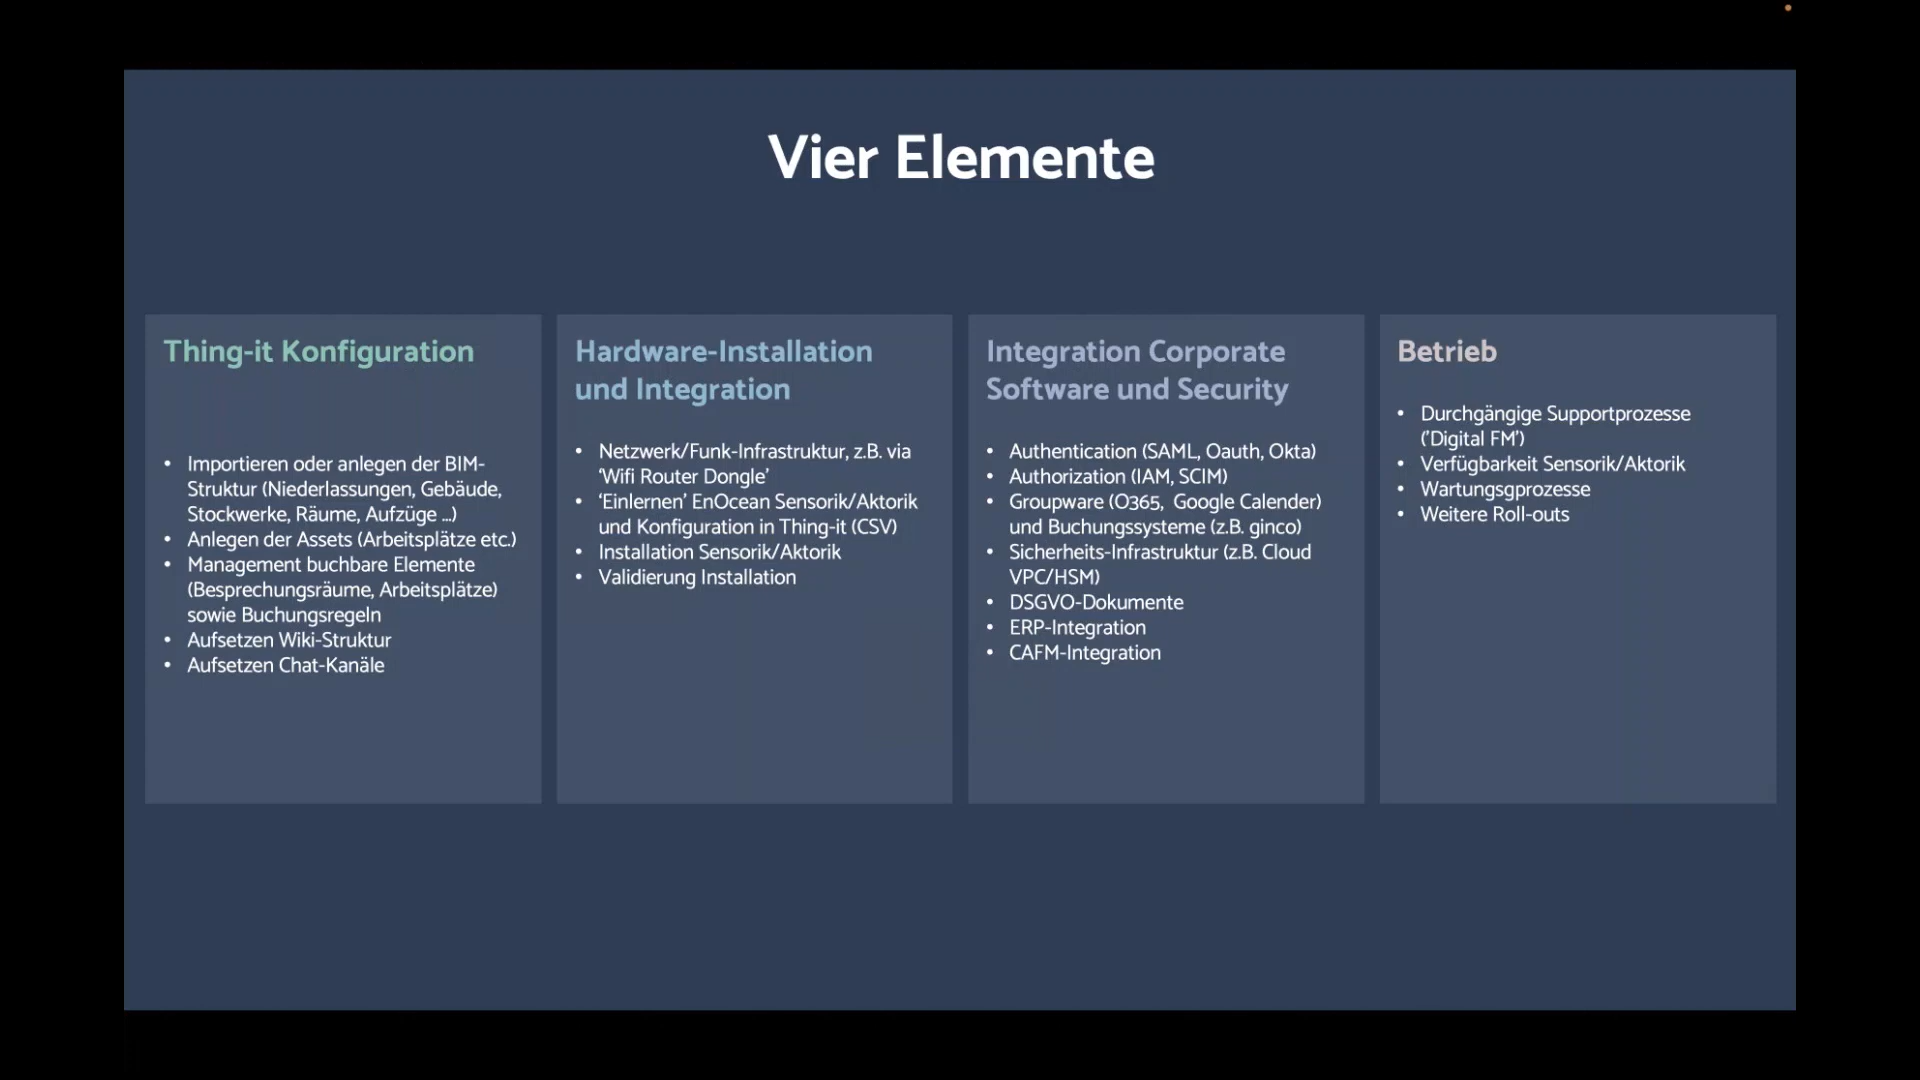 Vier Elemente
Thing-it Konfiguration
• Importieren oder anlegen der BIM-
Struktur (Niederlassungen, Gebäude,
Stockwerke, Räume, Aufzüge ...)
• Anlegen der Assets (Arbeitsplätze etc.)
• Management buchbare Elemente
(Besprechungsräume, Arbeitsplätze)
sowie Buchungsregeln
• Aufsetzen Wiki-Struktur
• Aufsetzen Chat-Kanäle
Hardware-Installation
und Integration
• Netzwerk/Funk-Infrastruktur, z.B. via
‘Wifi Router Dongle’
• ‘Einlernen’ EnOcean Sensorik/Aktorik
und Konfiguration in Thing-it (CSV)
• Installation Sensorik/Aktorik
• Validierung Installation
Integration Corporate
Software und Security
• Authentication (SAML, Oauth, Okta)
• Authorization (IAM, SCIM)
• Groupware (O365,  Google Calender)
und Buchungssysteme (z.B. ginco)
• Sicherheits-Infrastruktur (z.B. Cloud
VPC/HSM)
• DSGVO-Dokumente
• ERP-Integration
• CAFM-Integration
Betrieb
• Durchgängige Supportprozesse
(’Digital FM’)
• Verfügbarkeit Sensorik/Aktorik
• Wartungsgprozesse
• Weitere Roll-outs